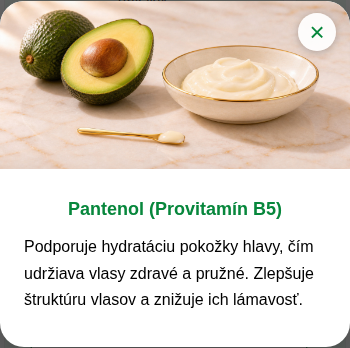 Pantenol (Provitamín B5)
Podporuje hydratáciu pokožky hlavy, čím
udržiava vlasy zdravé a pružné. Zlepšuje
štruktúru vlasov a znižuje ich lámavosť.